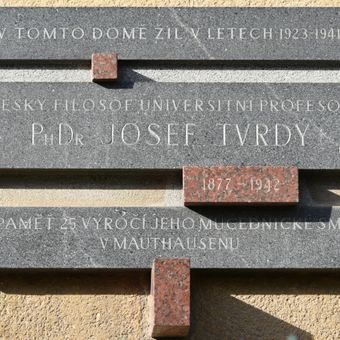 V TOMTO DOMĚ ŽIL V LETECH 1923-1941
ESKÝ FILOSOF UNIVERSITNÍ PROFESO
PHDR JOSEF TVRDÝ
1877-1942
PAMĚŤ 25 VÝROČÍ JEHO MUČEDNICKÉ SM
V MAUTHAUSENU